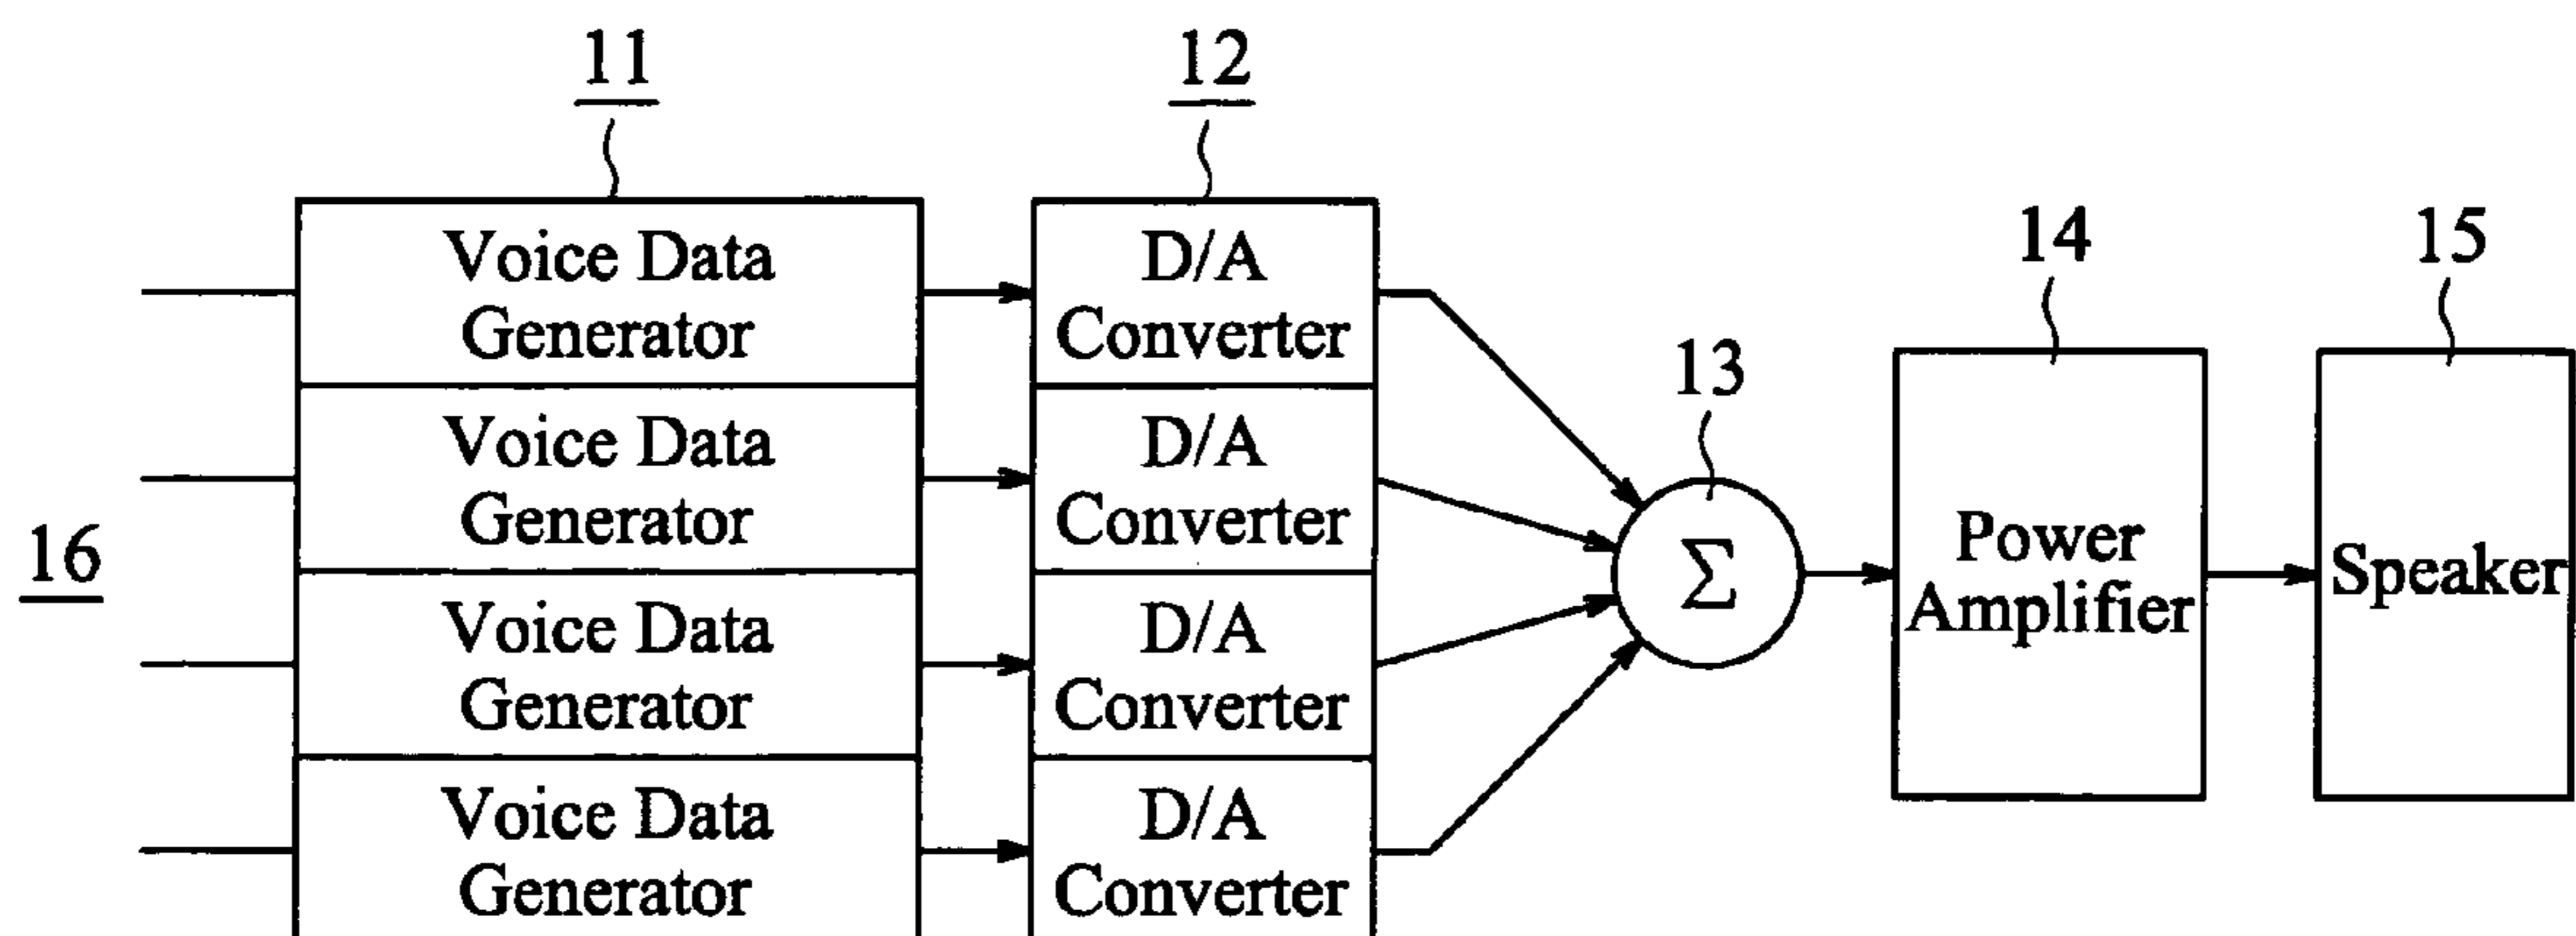 11
12
Voice Data
Generator
D/A
Converter
Voice Data
Generator
D/A
Converter
Voice Data
Generator
D/A
Converter
Voice Data
Generator
D/A
Converter
16
13
Σ
14
Power
Amplifier
15
Speaker